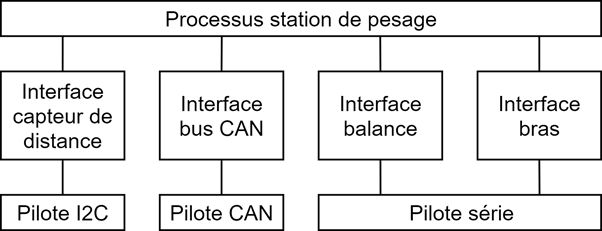 Processus station de pesage
Interface
capteur de
distance
Interface
bus CAN
Interface
balance
Interface
bras
Pilote I2C
Pilote CAN
Pilote série